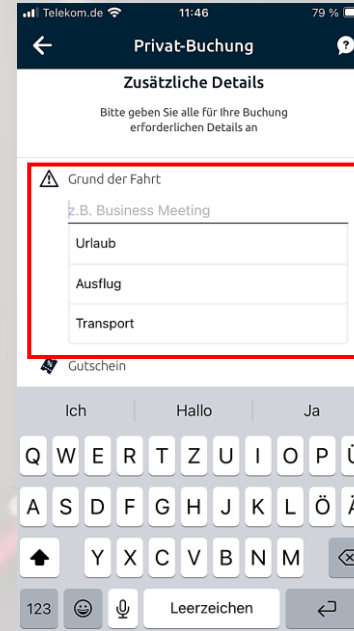 Telekom.de 11:46 79 %
Privat-Buchung ?
Zusätzliche Details
Bitte geben Sie alle für Ihre Buchung
erforderlichen Details an
Grund der Fahrt
z.B. Business Meeting
Urlaub
Ausflug
Transport
Gutschein
Ich Hallo Ja
Q W E R T Z U I O P Ü
A S D F G H J K L Ö Ä
Y X C V B N M
123 Leerzeichen